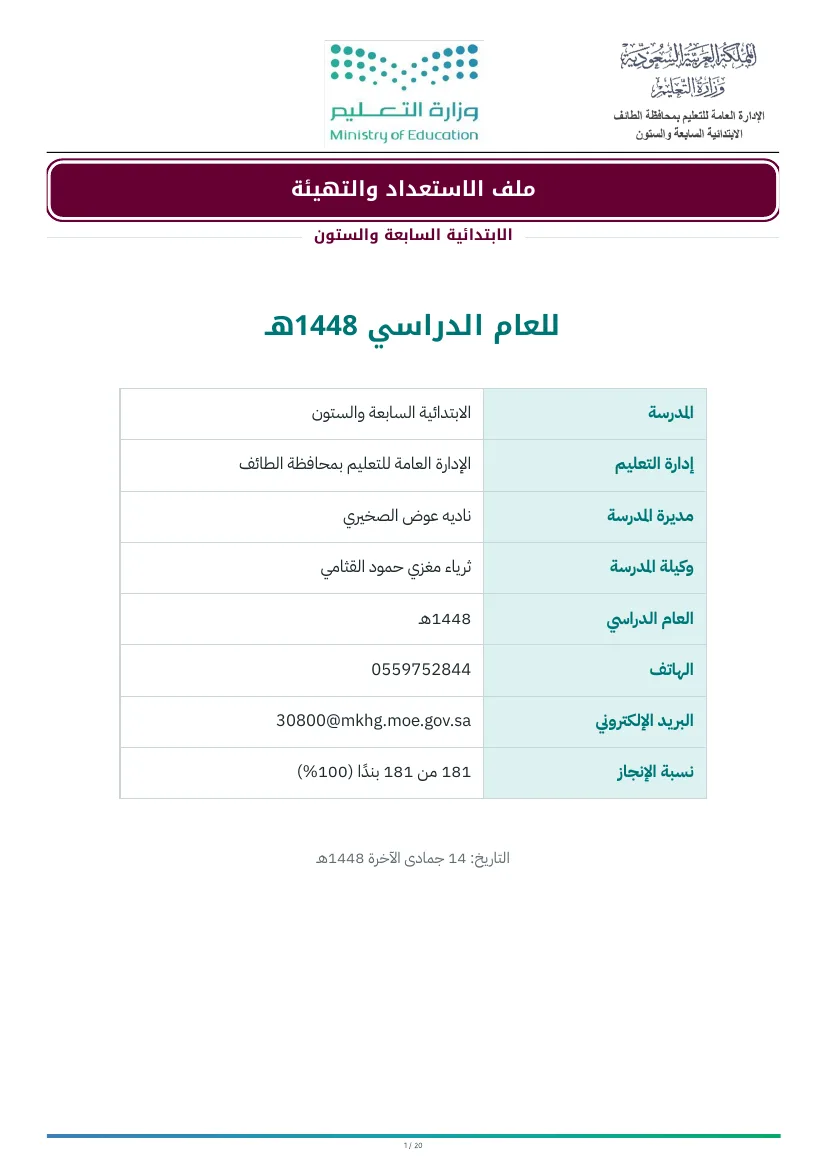 المملكة العربية السعودية
وزارة التعليم
الإدارة العامة للتعليم بمحافظة الطائف
الابتدائية السابعة والستون
وزارة التعليم
Ministry of Education
ملف الاستعداد والتهيئة
الابتدائية السابعة والستون
للعام الدراسي 1448هـ
المدرسة الابتدائية السابعة والستون
إدارة التعليم الإدارة العامة للتعليم بمحافظة الطائف
مديرة المدرسة ناديه عوض الصخيري
وكيلة المدرسة ثرياء مغزي حمود القثامي
العام الدراسي 1448هـ
الهاتف 0559752844
البريد الإلكتروني 30800@mkhg.moe.gov.sa
نسبة الإنجاز 181 من 181 بندًا (100%)
التاريخ: 14 جمادى الآخرة 1448هـ
1 / 20